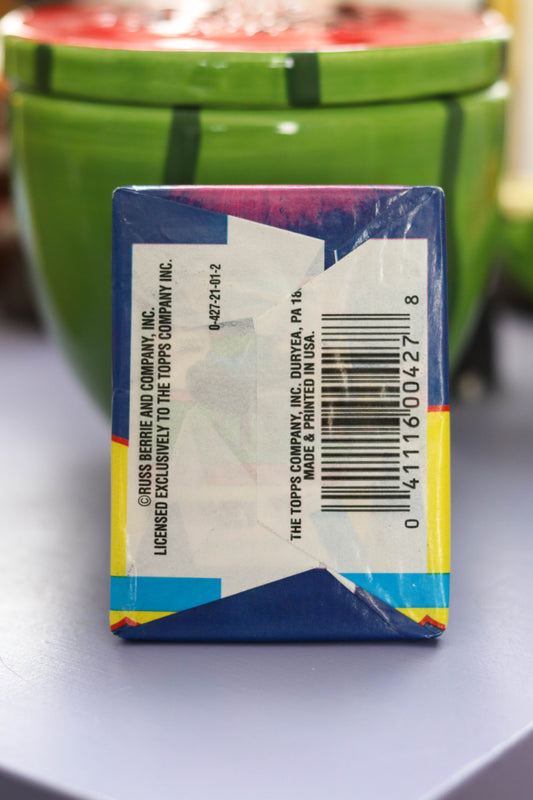 ©RUSS BERRIE AND COMPANY, INC.
LICENSED EXCLUSIVELY TO THE TOPPS COMPANY INC.
0-427-21-01-2
THE TOPPS COMPANY, INC. DURYEA, PA 18
MADE & PRINTED IN USA.
0 41116 00427 8